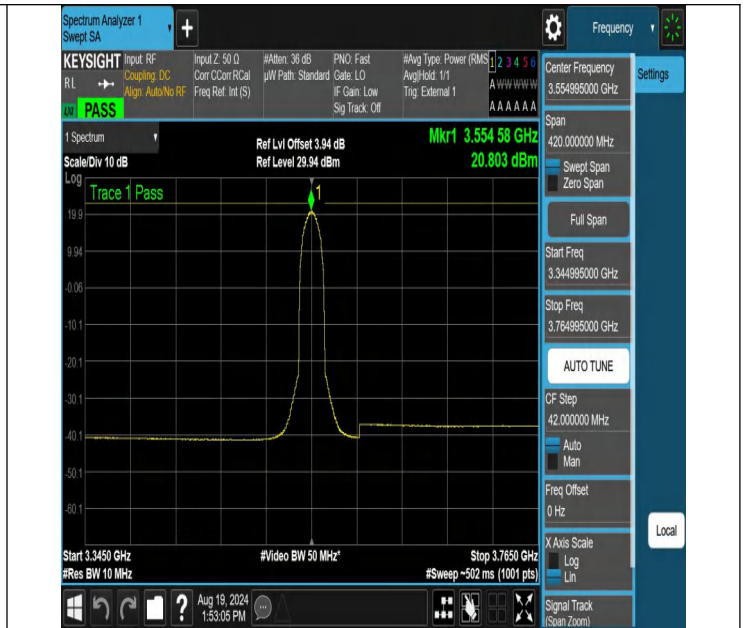 Spectrum Analyzer 1
Swept SA
+
Frequency
KEYSIGHT
RL
PASS
Input: RF
Coupling: DC
Align: Auto/No RF
Input Z: 50 Ω
Corr CCorr RCal
Freq Ref: Int (S)
#Atten: 36 dB
µW Path: Standard
PNO: Fast
Gate: LO
IF Gain: Low
Sig Track: Off
#Avg Type: Power (RMS
Avg|Hold: 1/1
Trig: External 1
1 2 3 4 5 6
A W W W W W
A A A A A A
Settings
Center Frequency
3.554995000 GHz
Span
420.000000 MHz
Swept Span
Zero Span
Full Span
Start Freq
3.344995000 GHz
Stop Freq
3.764995000 GHz
AUTO TUNE
CF Step
42.000000 MHz
Auto
Man
Freq Offset
0 Hz
X Axis Scale
Log
Lin
Signal Track
(Span Zoom)
Local
1 Spectrum
Scale/Div 10 dB
Ref Lvl Offset 3.94 dB
Ref Level 29.94 dBm
Mkr1 3.554 58 GHz
20.803 dBm
Log
Trace 1 Pass
1
19.9
9.94
-0.06
-10.1
-20.1
-30.1
-40.1
-50.1
-60.1
Start 3.3450 GHz
#Res BW 10 MHz
#Video BW 50 MHz*
Stop 3.7650 GHz
#Sweep ~502 ms (1001 pts)
?
Aug 19, 2024
1:53:05 PM